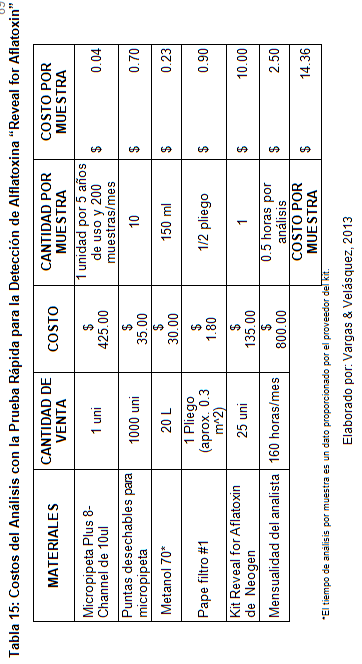 69
Tabla 15: Costos del Análisis con la Prueba Rápida para la Detección de Alflatoxina “Reveal for Aflatoxin”
MATERIALES CANTIDAD DE VENTA COSTO CANTIDAD POR MUESTRA COSTO POR MUESTRA
Micropipeta Plus 8-Channel de 10ul 1 uni $ 425.00 1 unidad por 5 años de uso y 200 muestras/mes $ 0.04
Puntas desechables para micropipeta 1000 uni $ 35.00 10 $ 0.70
Metanol 70* 20 L $ 30.00 150 ml $ 0.23
Pape filtro #1 1 Pliego (aprox. 0.3 m^2) $ 1.80 1/2 pliego $ 0.90
Kit Reveal for Aflatoxin de Neogen 25 uni $ 135.00 1 $ 10.00
Mensualidad del analista 160 horas/mes $ 800.00 0.5 horas por análisis $ 2.50
COSTO POR MUESTRA $ 14.36
*El tiempo de análisis por muestra es un dato proporcionado por el proveedor del kit.
Elaborado por: Vargas & Velásquez, 2013